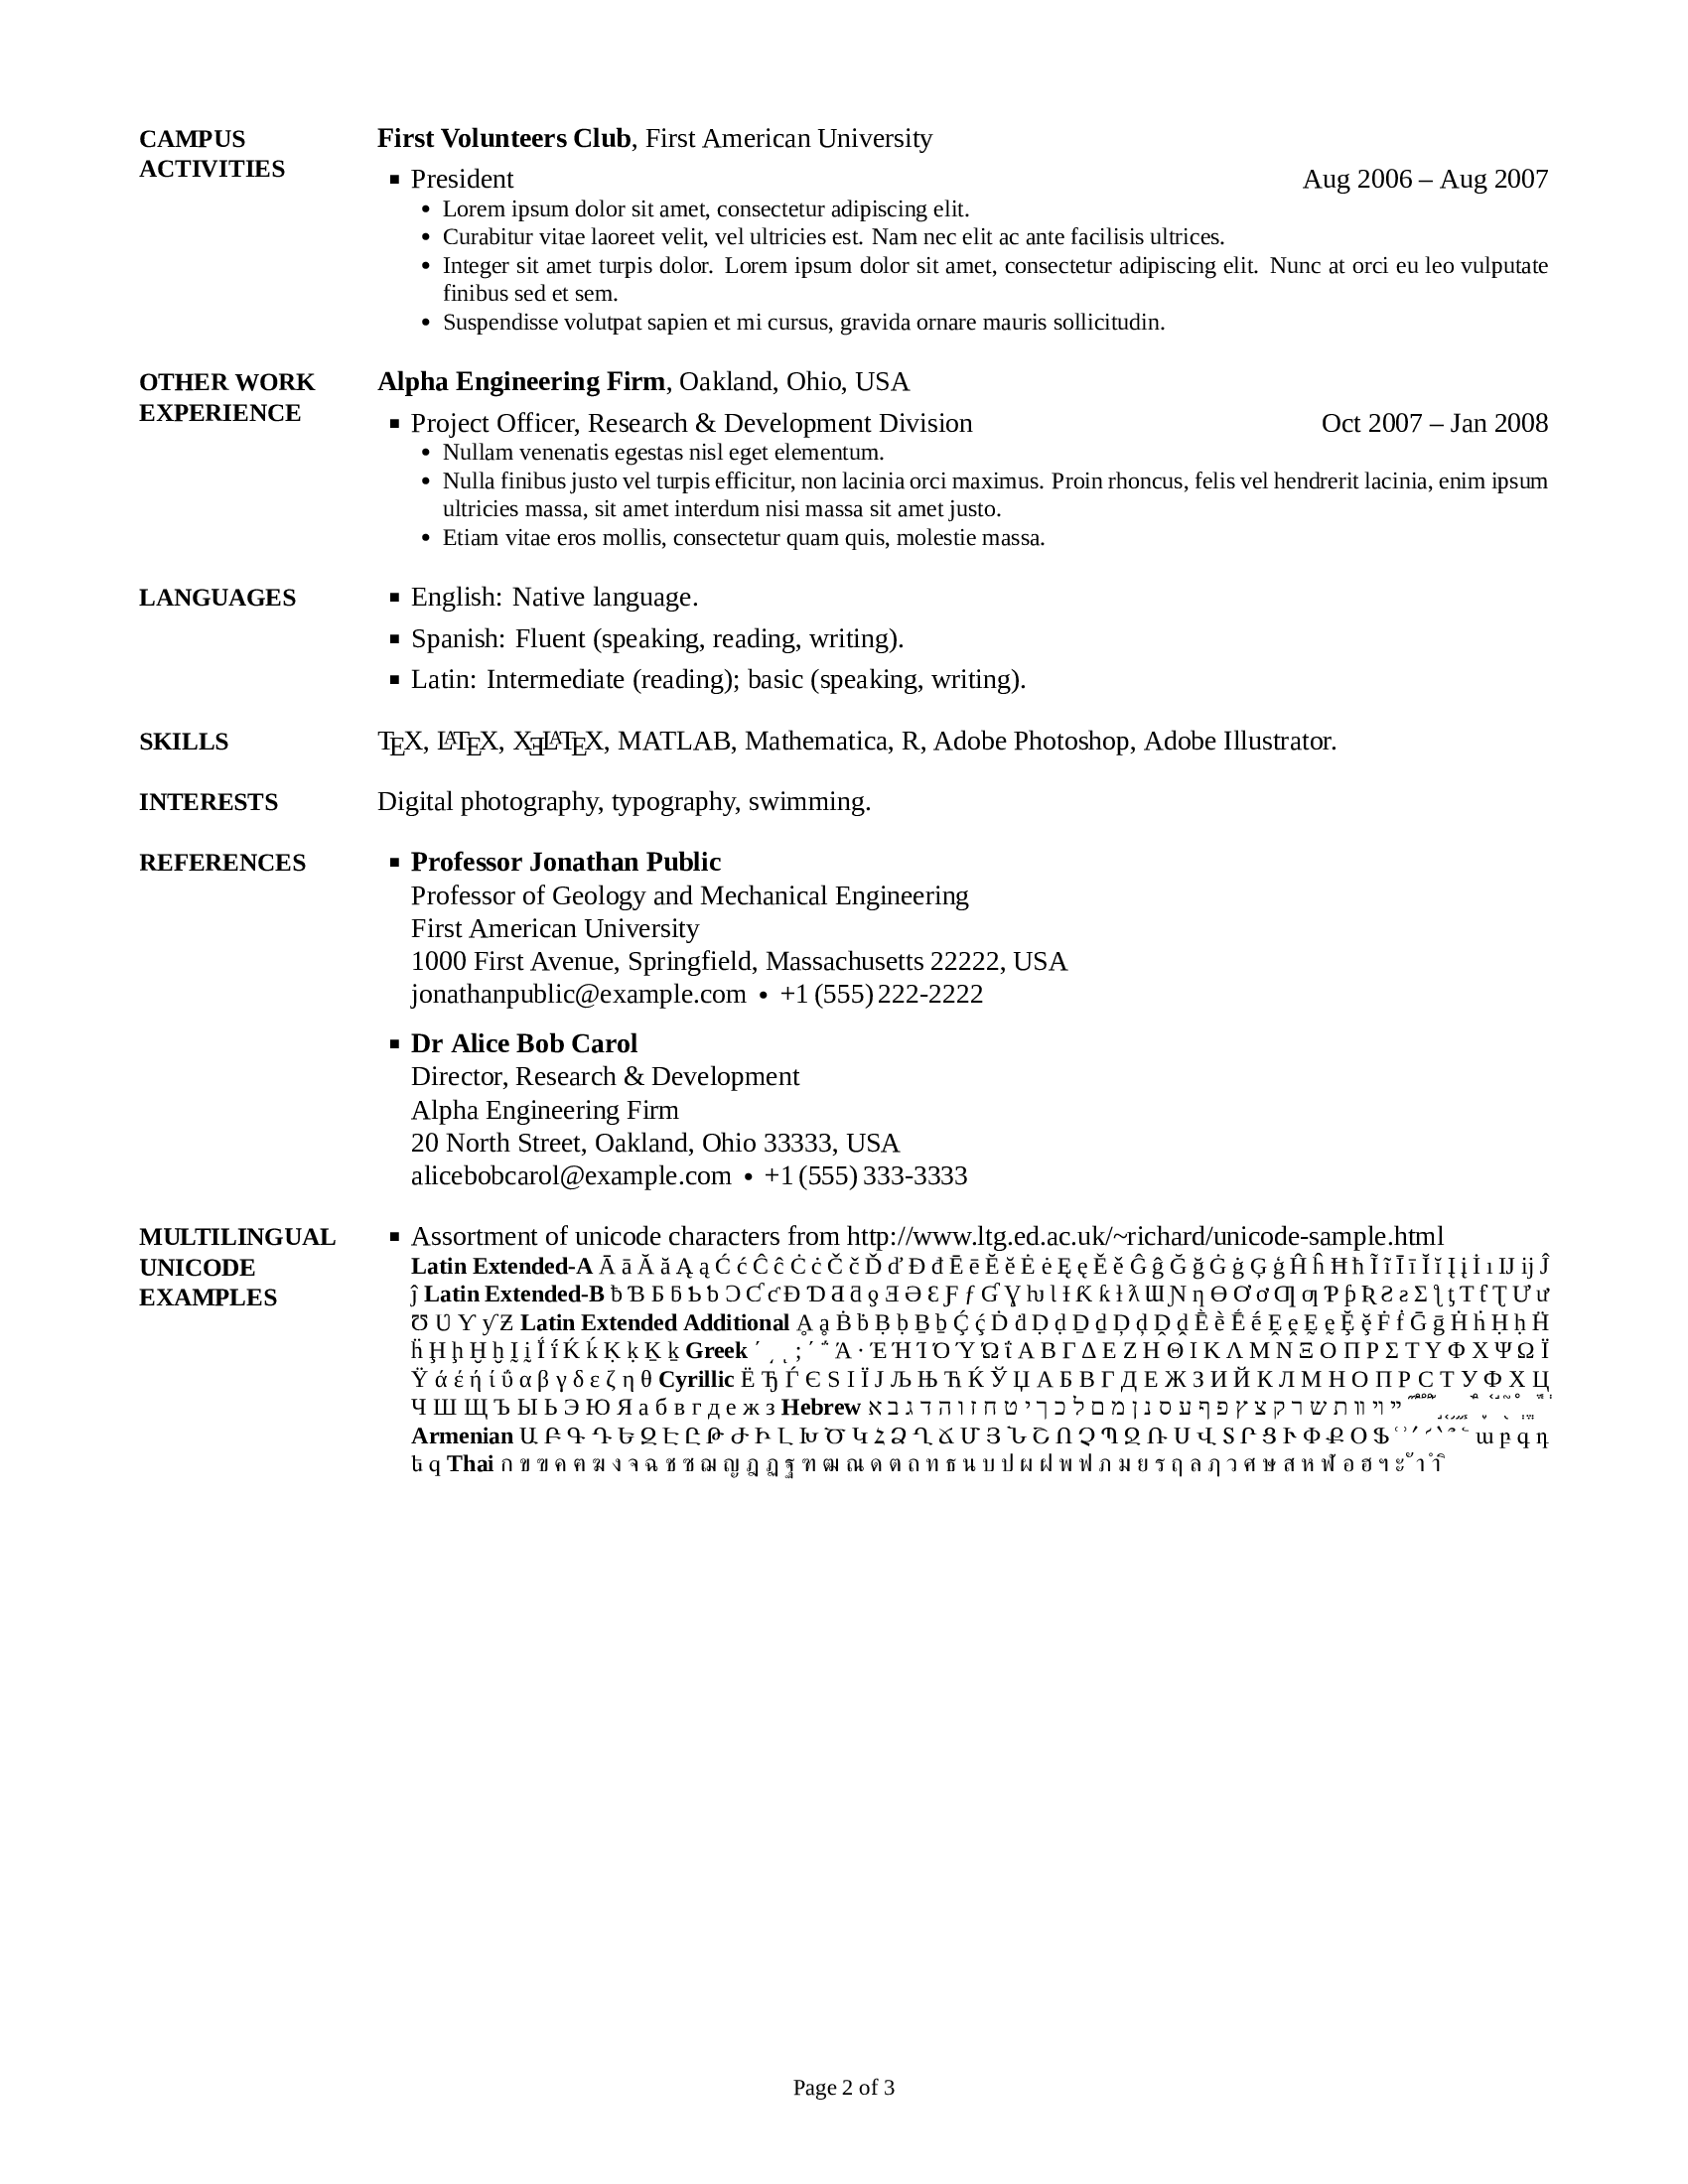 CAMPUS ACTIVITIES
First Volunteers Club, First American University
▪ President Aug 2006 – Aug 2007
• Lorem ipsum dolor sit amet, consectetur adipiscing elit.
• Curabitur vitae laoreet velit, vel ultricies est. Nam nec elit ac ante facilisis ultrices.
• Integer sit amet turpis dolor. Lorem ipsum dolor sit amet, consectetur adipiscing elit. Nunc at orci eu leo vulputate
finibus sed et sem.
• Suspendisse volutpat sapien et mi cursus, gravida ornare mauris sollicitudin.
OTHER WORK EXPERIENCE
Alpha Engineering Firm, Oakland, Ohio, USA
▪ Project Officer, Research & Development Division Oct 2007 – Jan 2008
• Nullam venenatis egestas nisl eget elementum.
• Nulla finibus justo vel turpis efficitur, non lacinia orci maximus. Proin rhoncus, felis vel hendrerit lacinia, enim ipsum
ultricies massa, sit amet interdum nisi massa sit amet justo.
• Etiam vitae eros mollis, consectetur quam quis, molestie massa.
LANGUAGES
▪ English: Native language.
▪ Spanish: Fluent (speaking, reading, writing).
▪ Latin: Intermediate (reading); basic (speaking, writing).
SKILLS
TEX, LATEX, XƎLATEX, MATLAB, Mathematica, R, Adobe Photoshop, Adobe Illustrator.
INTERESTS
Digital photography, typography, swimming.
REFERENCES
▪ Professor Jonathan Public
Professor of Geology and Mechanical Engineering
First American University
1000 First Avenue, Springfield, Massachusetts 22222, USA
jonathanpublic@example.com • +1 (555) 222-2222
▪ Dr Alice Bob Carol
Director, Research & Development
Alpha Engineering Firm
20 North Street, Oakland, Ohio 33333, USA
alicebobcarol@example.com • +1 (555) 333-3333
MULTILINGUAL UNICODE EXAMPLES
▪ Assortment of unicode characters from http://www.ltg.ed.ac.uk/~richard/unicode-sample.html
Latin Extended-A Ā ā Ă ă Ą ą Ć ć Ĉ ĉ Ċ ċ Č č Ď ď Đ đ Ē ē Ĕ ĕ Ė ė Ę ę Ě ě Ĝ ĝ Ğ ğ Ġ ġ Ģ ģ Ĥ ĥ Ħ ħ Ĩ ĩ Ī ī Ĭ ĭ Į į İ ı Ĳ ĳ Ĵ
ĵ Latin Extended-B ƀ Ɓ Ƃ ƃ Ƅ ƅ Ɔ Ƈ ƈ Ɖ Ɗ Ƌ ƌ ƍ Ǝ Ə Ɛ Ƒ ƒ Ɠ Ɣ ƕ Ɩ Ɨ Ƙ ƙ ƚ ƛ Ɯ Ɲ ƞ Ɵ Ơ ơ Ƣ ƣ Ƥ ƥ Ʀ Ƨ ƨ Ʃ ƪ ƫ Ƭ ƭ Ʈ Ư ư
Ʊ Ʋ Ƴ ƴ Ƶ Latin Extended Additional Ḁ ḁ Ḃ ḃ Ḅ ḅ Ḇ ḇ Ḉ ḉ Ḋ ḋ Ḍ ḍ Ḏ ḏ Ḑ ḑ Ḓ ḓ Ḕ ḕ Ḗ ḗ Ḙ ḙ Ḛ ḛ Ḝ ḝ Ḟ ḟ Ḡ ḡ Ḣ ḣ Ḥ ḥ Ḧ
ḧ Ḩ ḩ Ḫ ḫ Ḭ ḭ Ḯ ḯ Ḱ ḱ Ḳ ḳ Ḵ ḵ Greek ʹ ͵ ͺ ; ΄ ΅ Ά · Έ Ή Ί Ό Ύ Ώ ΐ Α Β Γ Δ Ε Ζ Η Θ Ι Κ Λ Μ Ν Ξ Ο Π Ρ Σ Τ Υ Φ Χ Ψ Ω Ϊ
Ϋ ά έ ή ί ΰ α β γ δ ε ζ η θ Cyrillic Ё Ђ Ѓ Є Ѕ І Ї Ј Љ Њ Ћ Ќ Ў Џ А Б В Г Д Е Ж З И Й К Л М Н О П Р С Т У Ф Х Ц
Ч Ш Щ Ъ Ы Ь Э Ю Я а б в г д е ж з Hebrew א ב ג ד ה ו ז ח ט י ך כ ל ם מ ן נ ס ע ף פ ץ צ ק ר ש ת װ ױ ײ
Armenian Ա Բ Գ Դ Ե Զ Է Ը Թ Ժ Ի Լ Խ Ծ Կ Հ Ձ Ղ Ճ Մ Յ Ն Շ Ո Չ Պ Ջ Ռ Ս Վ Տ Ր Ց Ւ Փ Ք Օ Ֆ ՙ ՚ ՛ ՜ ՝ ՞ ՟ ա բ գ դ
ե զ Thai ก ข ฃ ค ฅ ฆ ง จ ฉ ช ซ ฌ ญ ฎ ฏ ฐ ฑ ฒ ณ ด ต ถ ท ธ น บ ป ผ ฝ พ ฟ ภ ม ย ร ฤ ล ฦ ว ศ ษ ส ห ฬ อ ฮ ฯ ะ ั า ำ ิ
Page 2 of 3